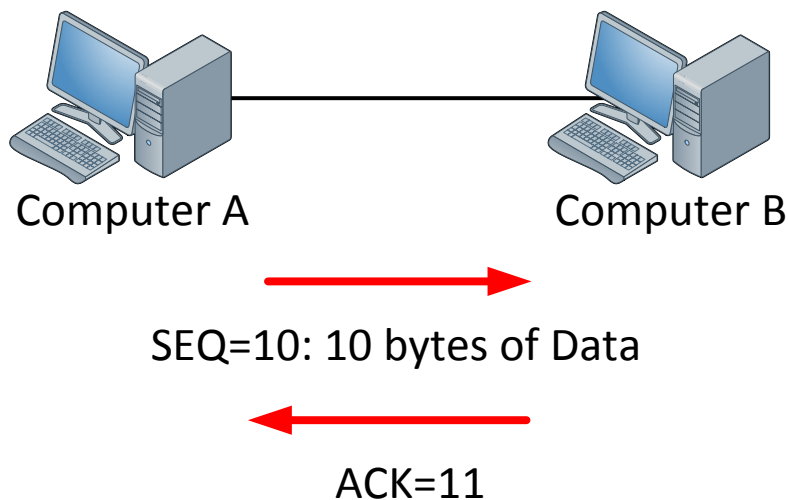 Computer A
Computer B
SEQ=10: 10 bytes of Data
ACK=11